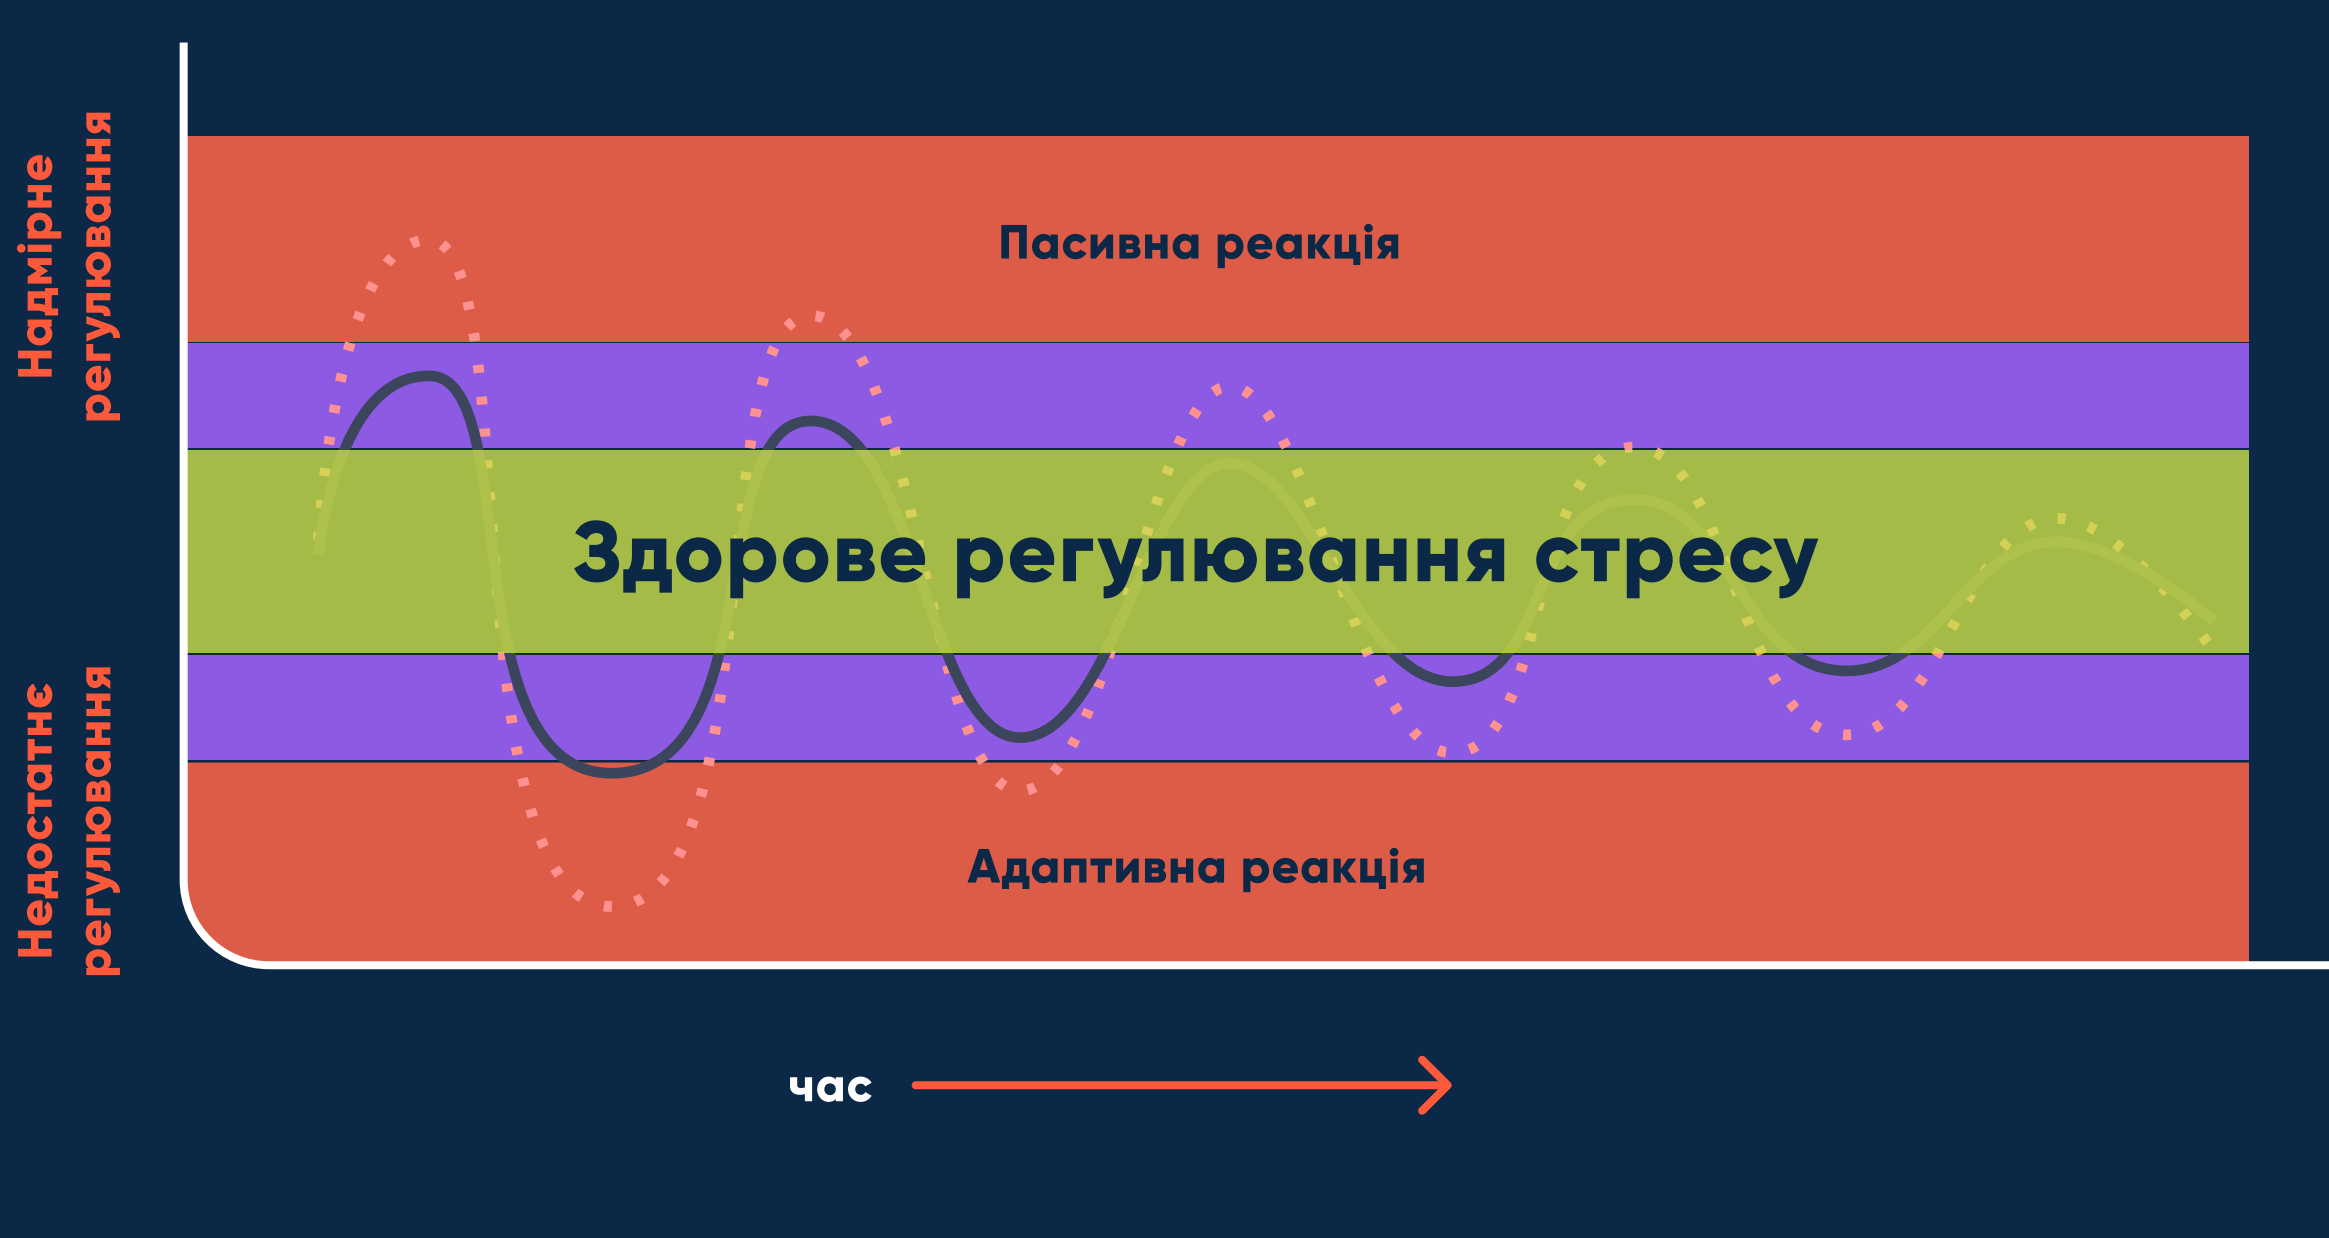 Надмірне
регулювання
Пасивна реакція
Здорове регулювання стресу
Недостатнє
регулювання
Адаптивна реакція
час